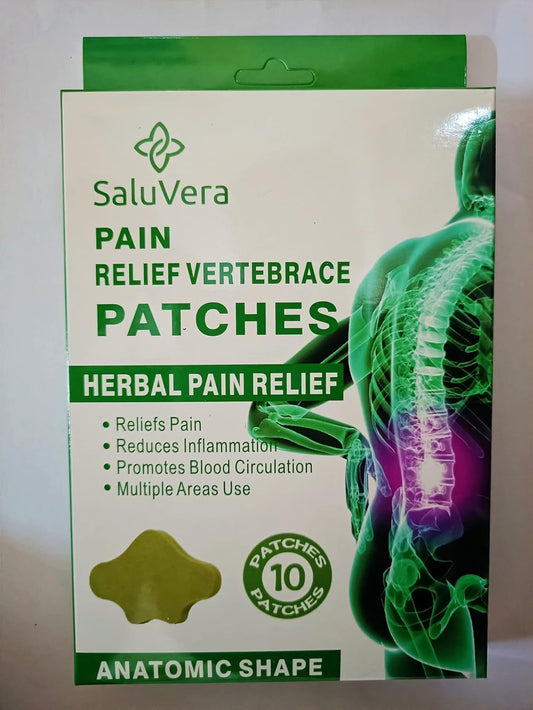 SaluVera
PAIN
RELIEF VERTEBRACE
PATCHES
HERBAL PAIN RELIEF
• Reliefs Pain
• Reduces Inflammation
• Promotes Blood Circulation
• Multiple Areas Use
PATCHES
10
PATCHES
ANATOMIC SHAPE